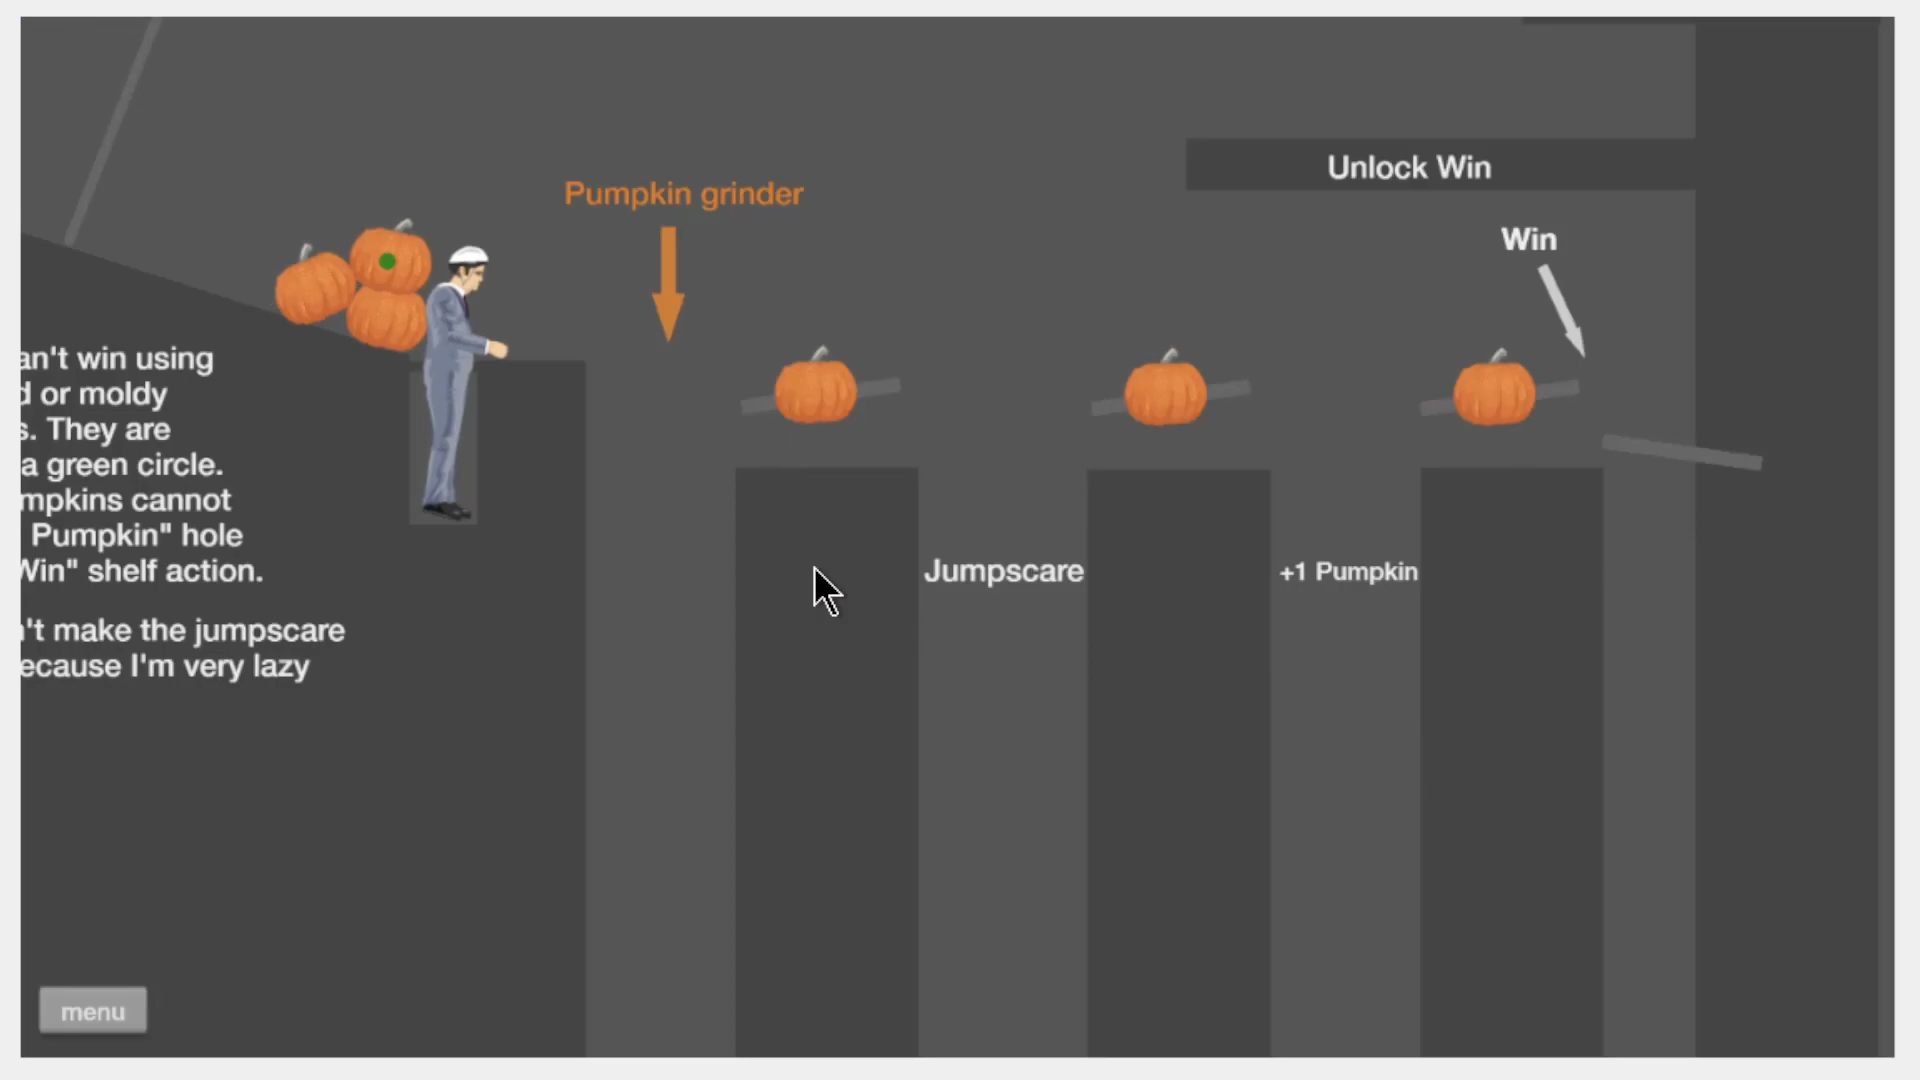 Unlock Win
Pumpkin grinder
Win
an't win using
or moldy
They are
a green circle.
mpkins cannot
Pumpkin" hole
Win" shelf action.
Jumpscare
+1 Pumpkin
't make the jumpscare
ecause I'm very lazy
menu